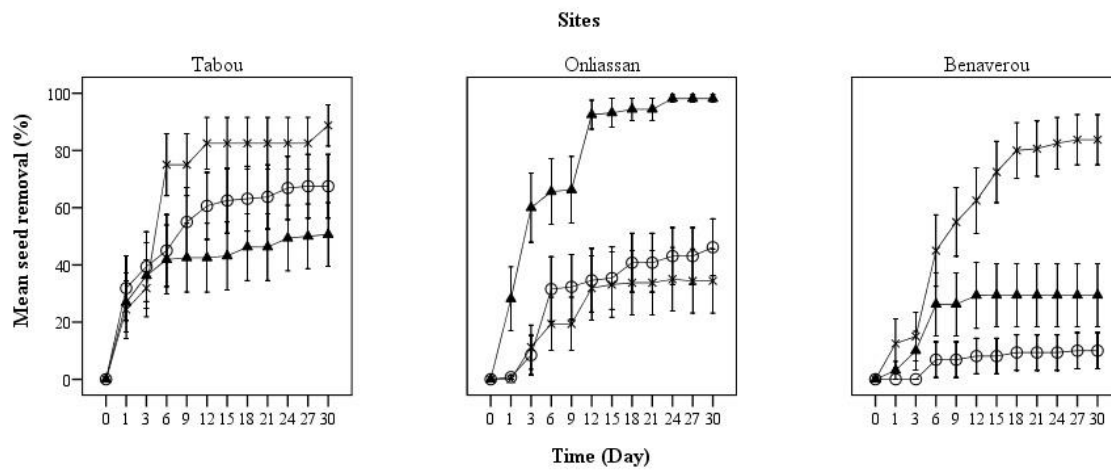 Sites
Tabou Onliassan Benaverou
Mean seed removal (%)
100
80
60
40
20
0
0 1 3 6 9 12 15 18 21 24 27 30 0 1 3 6 9 12 15 18 21 24 27 30 0 1 3 6 9 12 15 18 21 24 27 30
Time (Day)